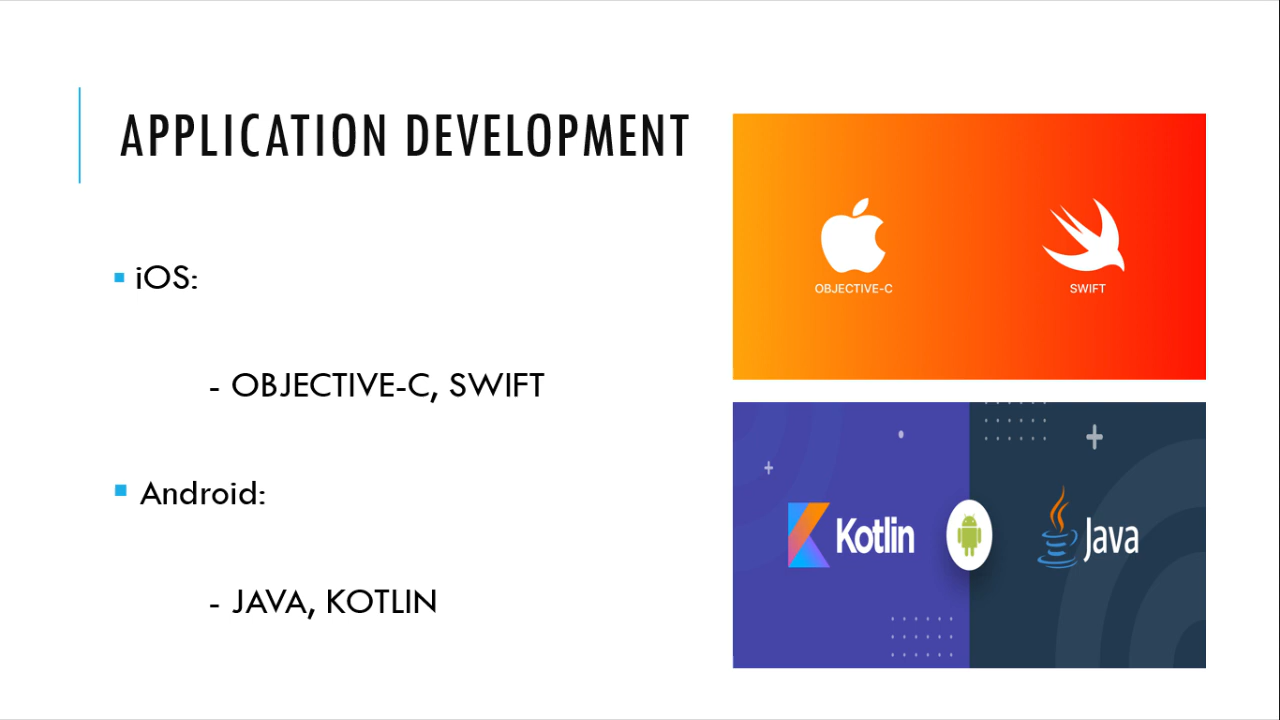 APPLICATION DEVELOPMENT
iOS:
- OBJECTIVE-C, SWIFT
Android:
- JAVA, KOTLIN
OBJECTIVE-C
SWIFT
Kotlin
Java